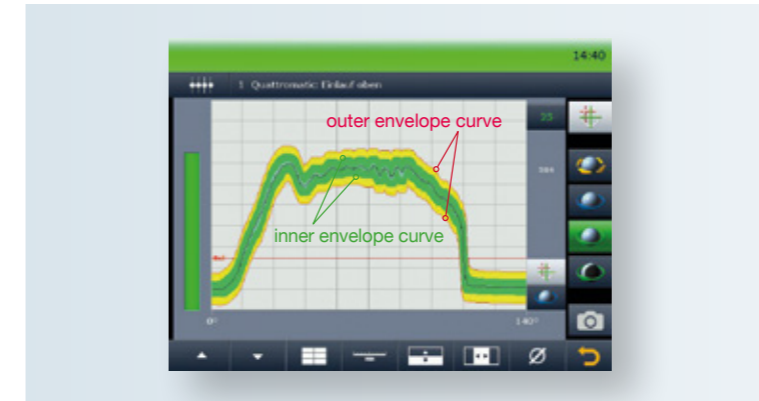 14:40
1 Quattromatic: Einlauf oben
25
outer envelope curve
inner envelope curve
0°
140°